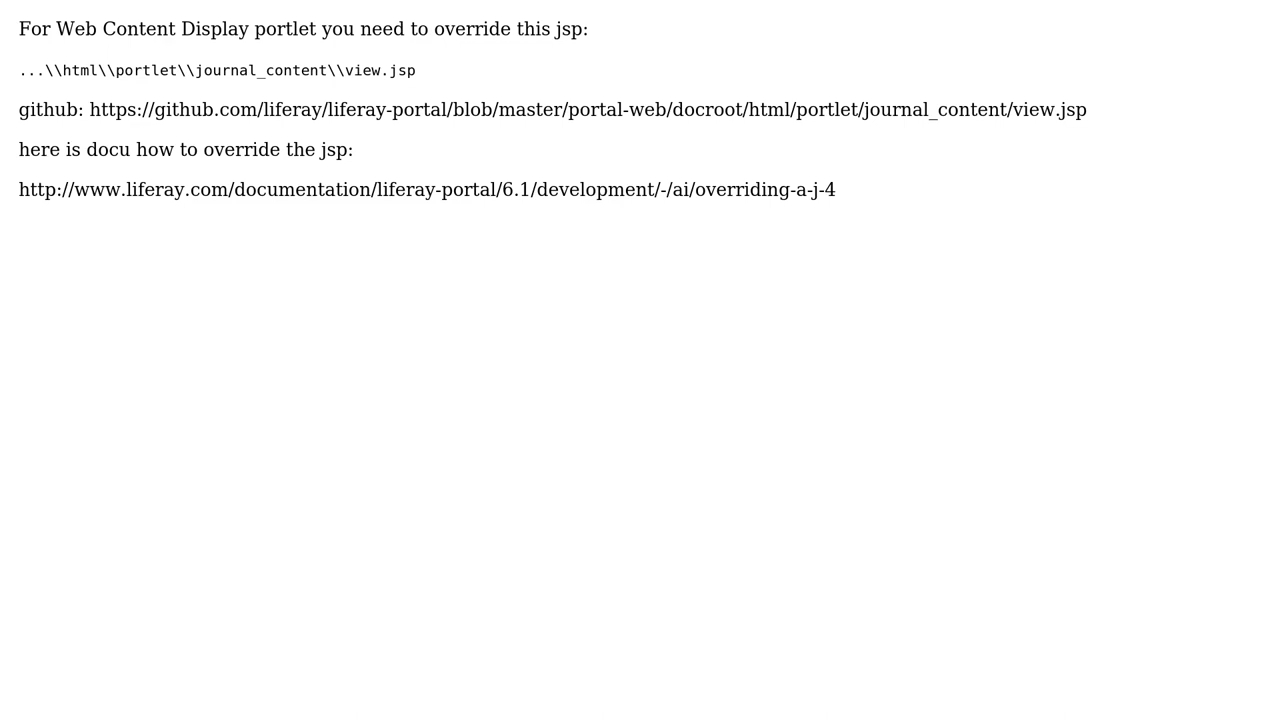 For Web Content Display portlet you need to override this jsp:
...\\html\\portlet\\journal_content\\view.jsp
github: https://github.com/liferay/liferay-portal/blob/master/portal-web/docroot/html/portlet/journal_content/view.jsp
here is docu how to override the jsp:
http://www.liferay.com/documentation/liferay-portal/6.1/development/-/ai/overriding-a-j-4